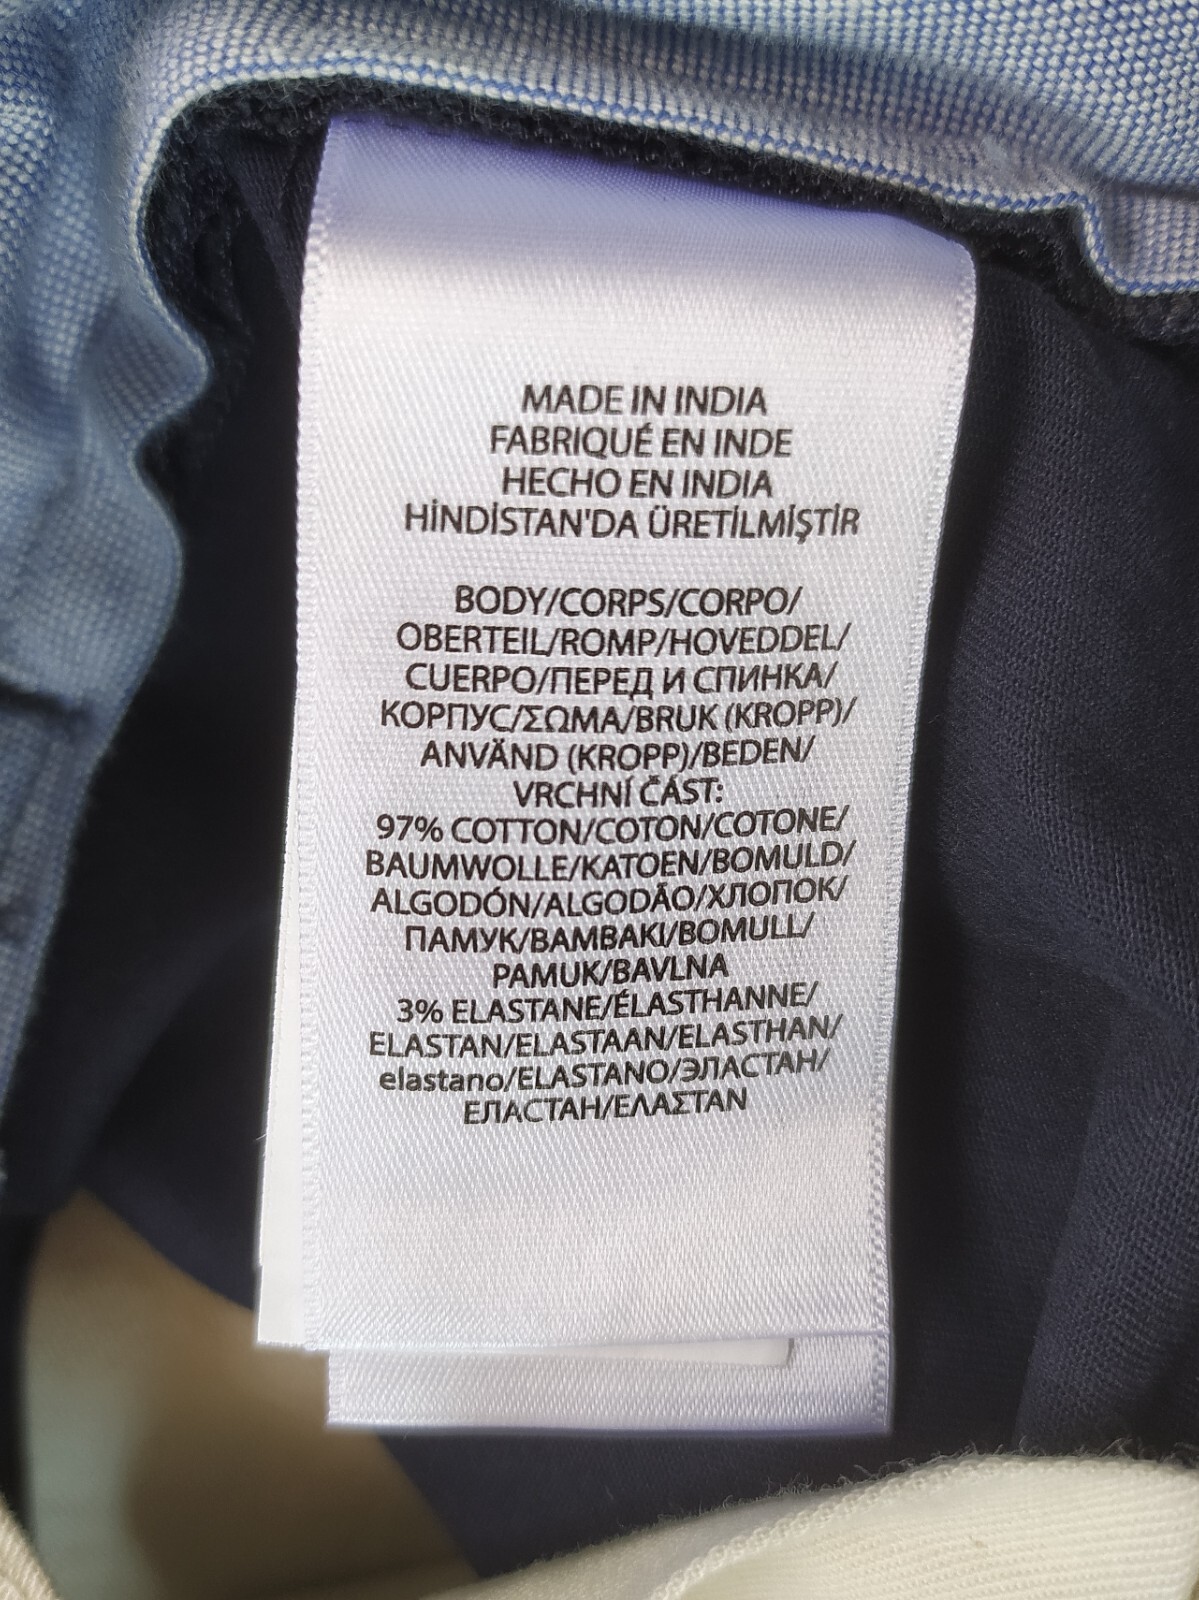 MADE IN INDIA
FABRIQUÉ EN INDE
HECHO EN INDIA
HİNDİSTAN'DA ÜRETİLMİŞTİR
BODY/CORPS/CORPO/
OBERTEIL/ROMP/HOVEDDEL/
CUERPO/ПЕРЕД И СПИНКА/
КОРПУС/ΣΩΜΑ/BRUK (KROPP)/
ANVÄND (KROPP)/BEDEN/
VRCHNÍ ČÁST:
97% COTTON/COTON/COTONE/
BAUMWOLLE/KATOEN/BOMULD/
ALGODÓN/ALGODÃO/ХЛОПОК/
ПАМУК/BAMBAKI/BOMULL/
PAMUK/BAVLNA
3% ELASTANE/ÉLASTHANNE/
ELASTAN/ELASTAAN/ELASTHAN/
elastano/ELASTANO/ЭЛАСТАН/
ЕЛАСТАН/ΕΛΑΣΤΑΝ